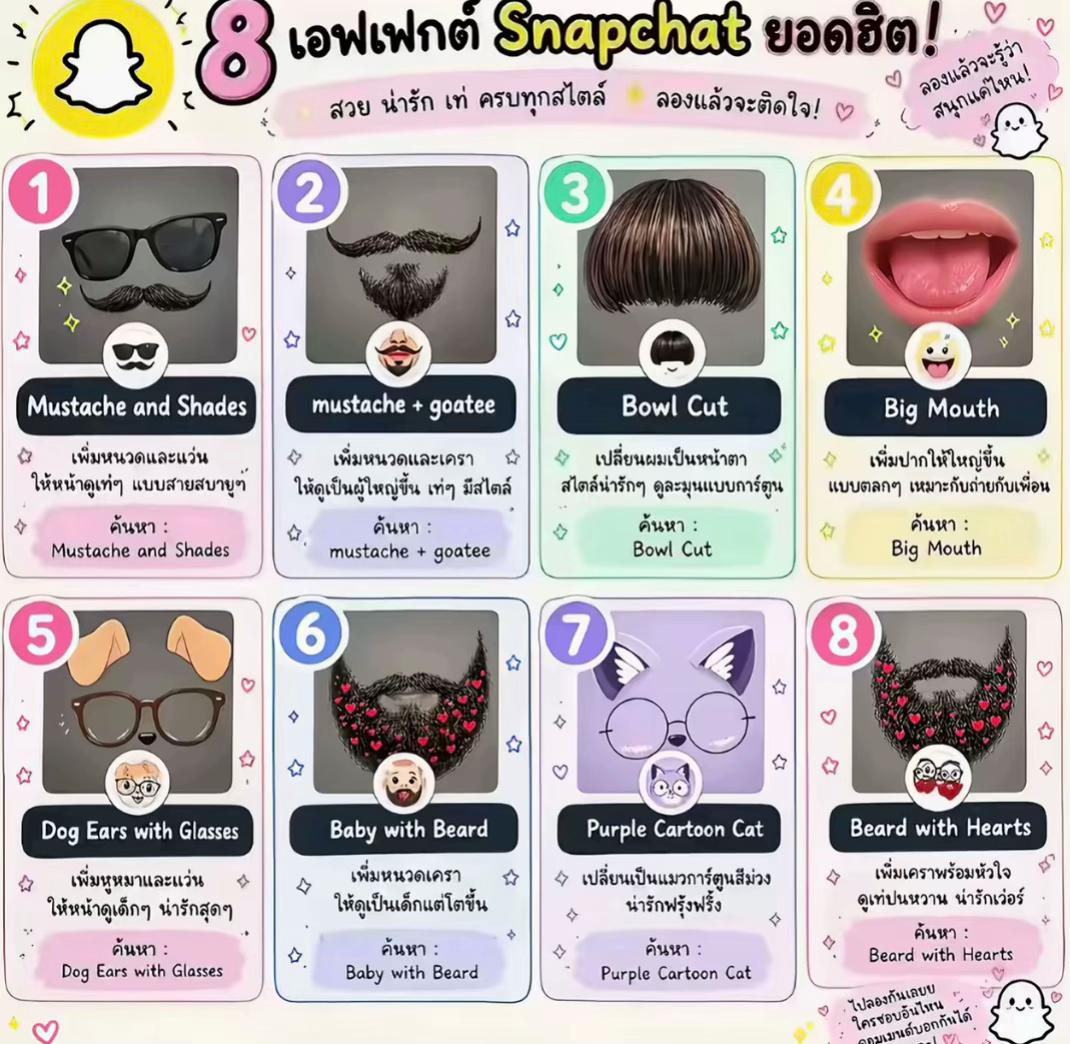 8 เอฟเฟกต์ Snapchat ยอดฮิต!
สวย น่ารัก เท่ ครบทุกสไตล์ ลองแล้วจะติดใจ!
ลองแล้วจะรู้ว่า
สนุกแค่ไหน!
1
Mustache and Shades
เพิ่มหนวดและแว่น
ให้หน้าดูเท่ๆ แบบสายสบายๆ
ค้นหา :
Mustache and Shades
2
mustache + goatee
เพิ่มหนวดและเครา
ให้ดูเป็นผู้ใหญ่ขึ้น เท่ๆ มีสไตล์
ค้นหา :
mustache + goatee
3
Bowl Cut
เปลี่ยนผมเป็นหน้าตา
สไตล์น่ารักๆ ดูละมุนแบบการ์ตูน
ค้นหา :
Bowl Cut
4
Big Mouth
เพิ่มปากให้ใหญ่ขึ้น
แบบตลกๆ เหมาะกับถ่ายกับเพื่อน
ค้นหา :
Big Mouth
5
Dog Ears with Glasses
เพิ่มหูหมาและแว่น
ให้หน้าดูเด็กๆ น่ารักสุดๆ
ค้นหา :
Dog Ears with Glasses
6
Baby with Beard
เพิ่มหนวดเครา
ให้ดูเป็นเด็กแต่โตขึ้น
ค้นหา :
Baby with Beard
7
Purple Cartoon Cat
เปลี่ยนเป็นแมวการ์ตูนสีม่วง
น่ารักฟรุ้งฟริ้ง
ค้นหา :
Purple Cartoon Cat
8
Beard with Hearts
เพิ่มเคราพร้อมหัวใจ
ดูเท่ปนหวาน น่ารักเว่อร์
ค้นหา :
Beard with Hearts
ไปลองกันเลยย
ใครชอบอันไหน
คอมเมนต์บอกกันได้